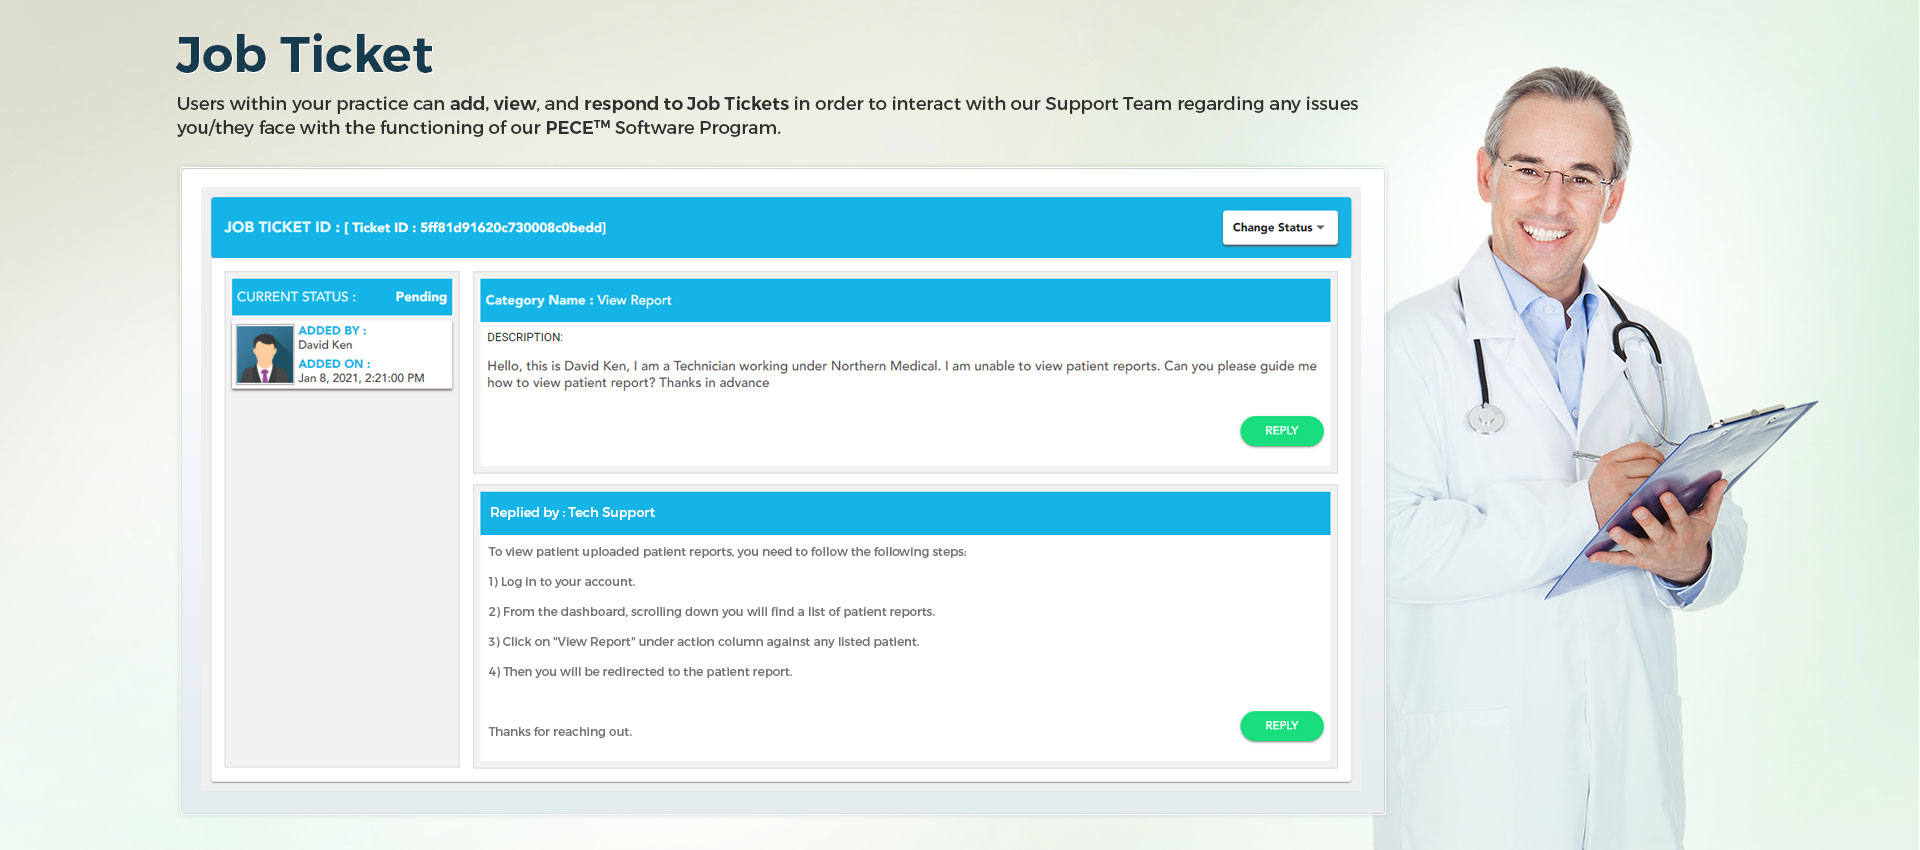 Job Ticket
Users within your practice can add, view, and respond to Job Tickets in order to interact with our Support Team regarding any issues
you/they face with the functioning of our PECE™ Software Program.
JOB TICKET ID : [ Ticket ID : 5ff81d91620c730008c0bedd]
Change Status
CURRENT STATUS : Pending
ADDED BY :
David Ken
ADDED ON :
Jan 8, 2021, 2:21:00 PM
Category Name : View Report
DESCRIPTION:
Hello, this is David Ken, I am a Technician working under Northern Medical. I am unable to view patient reports. Can you please guide me
how to view patient report? Thanks in advance
REPLY
Replied by : Tech Support
To view patient uploaded patient reports, you need to follow the following steps:
1) Log in to your account.
2) From the dashboard, scrolling down you will find a list of patient reports.
3) Click on "View Report" under action column against any listed patient.
4) Then you will be redirected to the patient report.
Thanks for reaching out.
REPLY